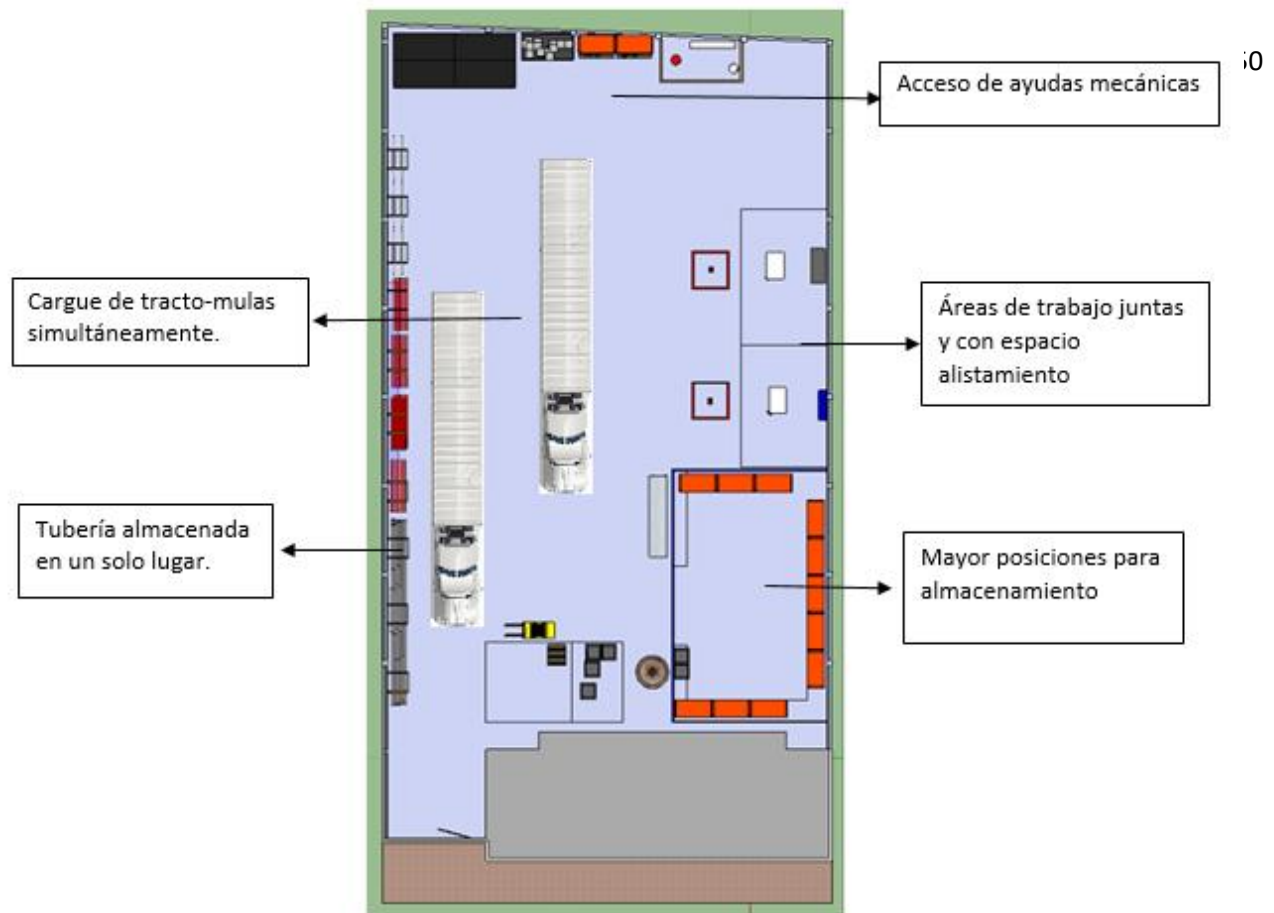 50
Acceso de ayudas mecánicas
Cargue de tracto-mulas
simultáneamente.
Áreas de trabajo juntas
y con espacio
alistamiento
Tubería almacenada
en un solo lugar.
Mayor posiciones para
almacenamiento